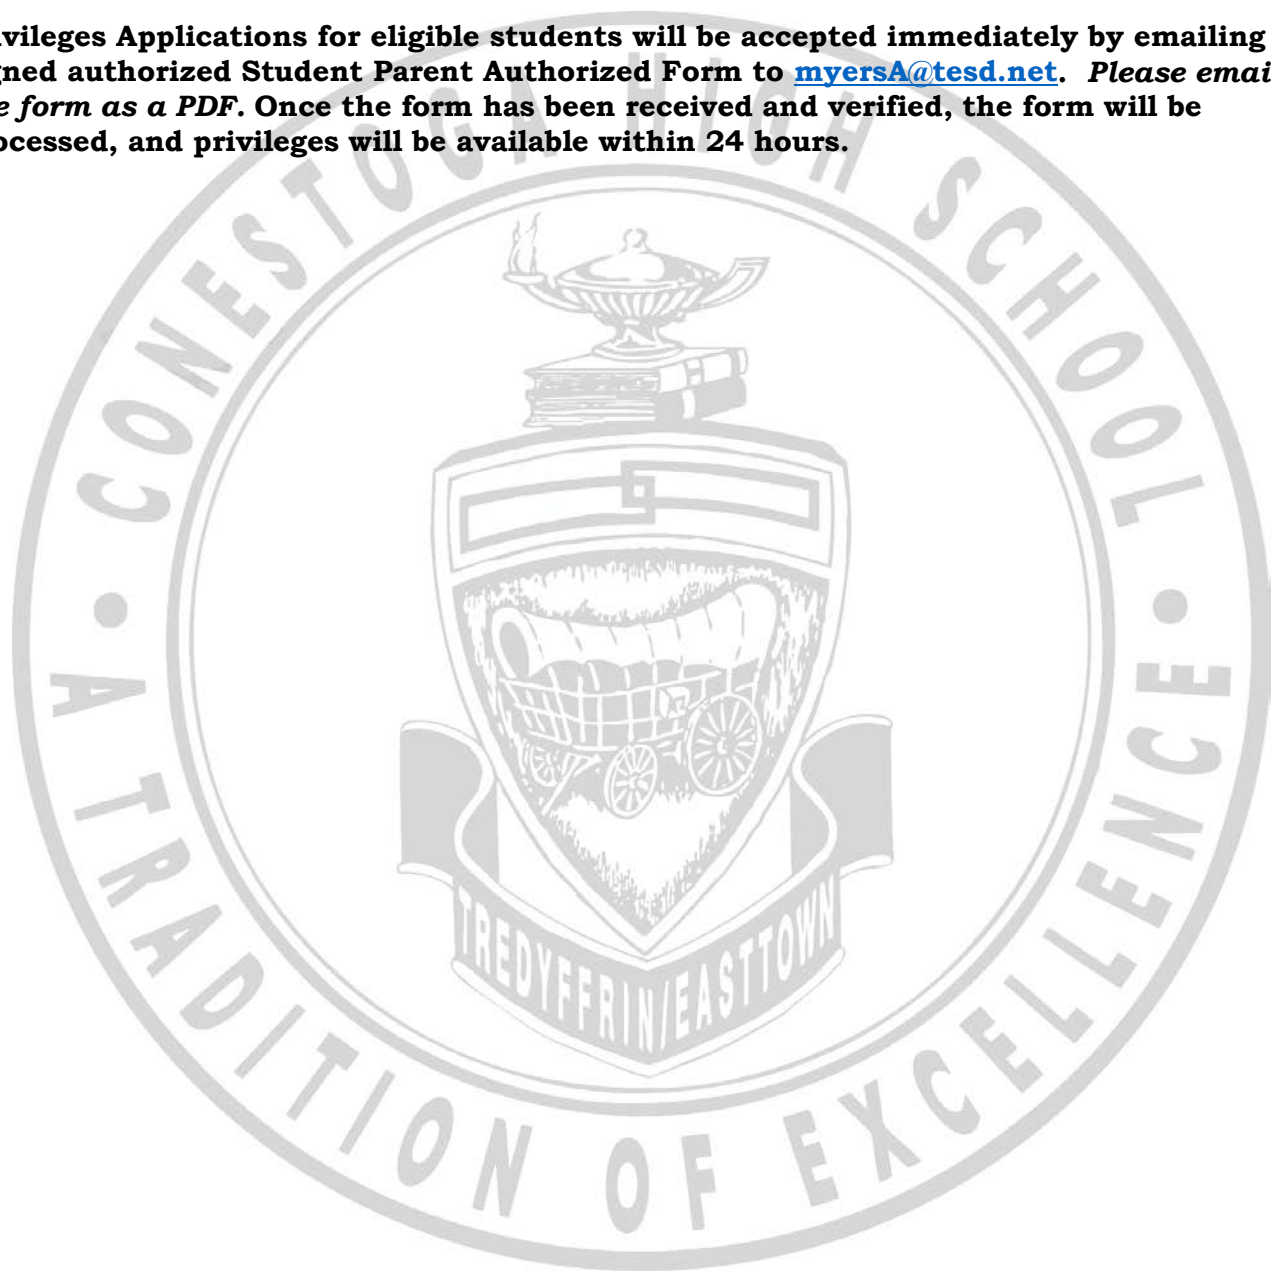 vileges Applications for eligible students will be accepted immediately by emailing
gned authorized Student Parent Authorized Form to myersA@tesd.net. Please emai
e form as a PDF. Once the form has been received and verified, the form will be
ocessed, and privileges will be available within 24 hours.
CONESTOGA HIGH SCHOOL
TREDYFFRIN/EASTTOWN
A TRADITION OF EXCELLENCE